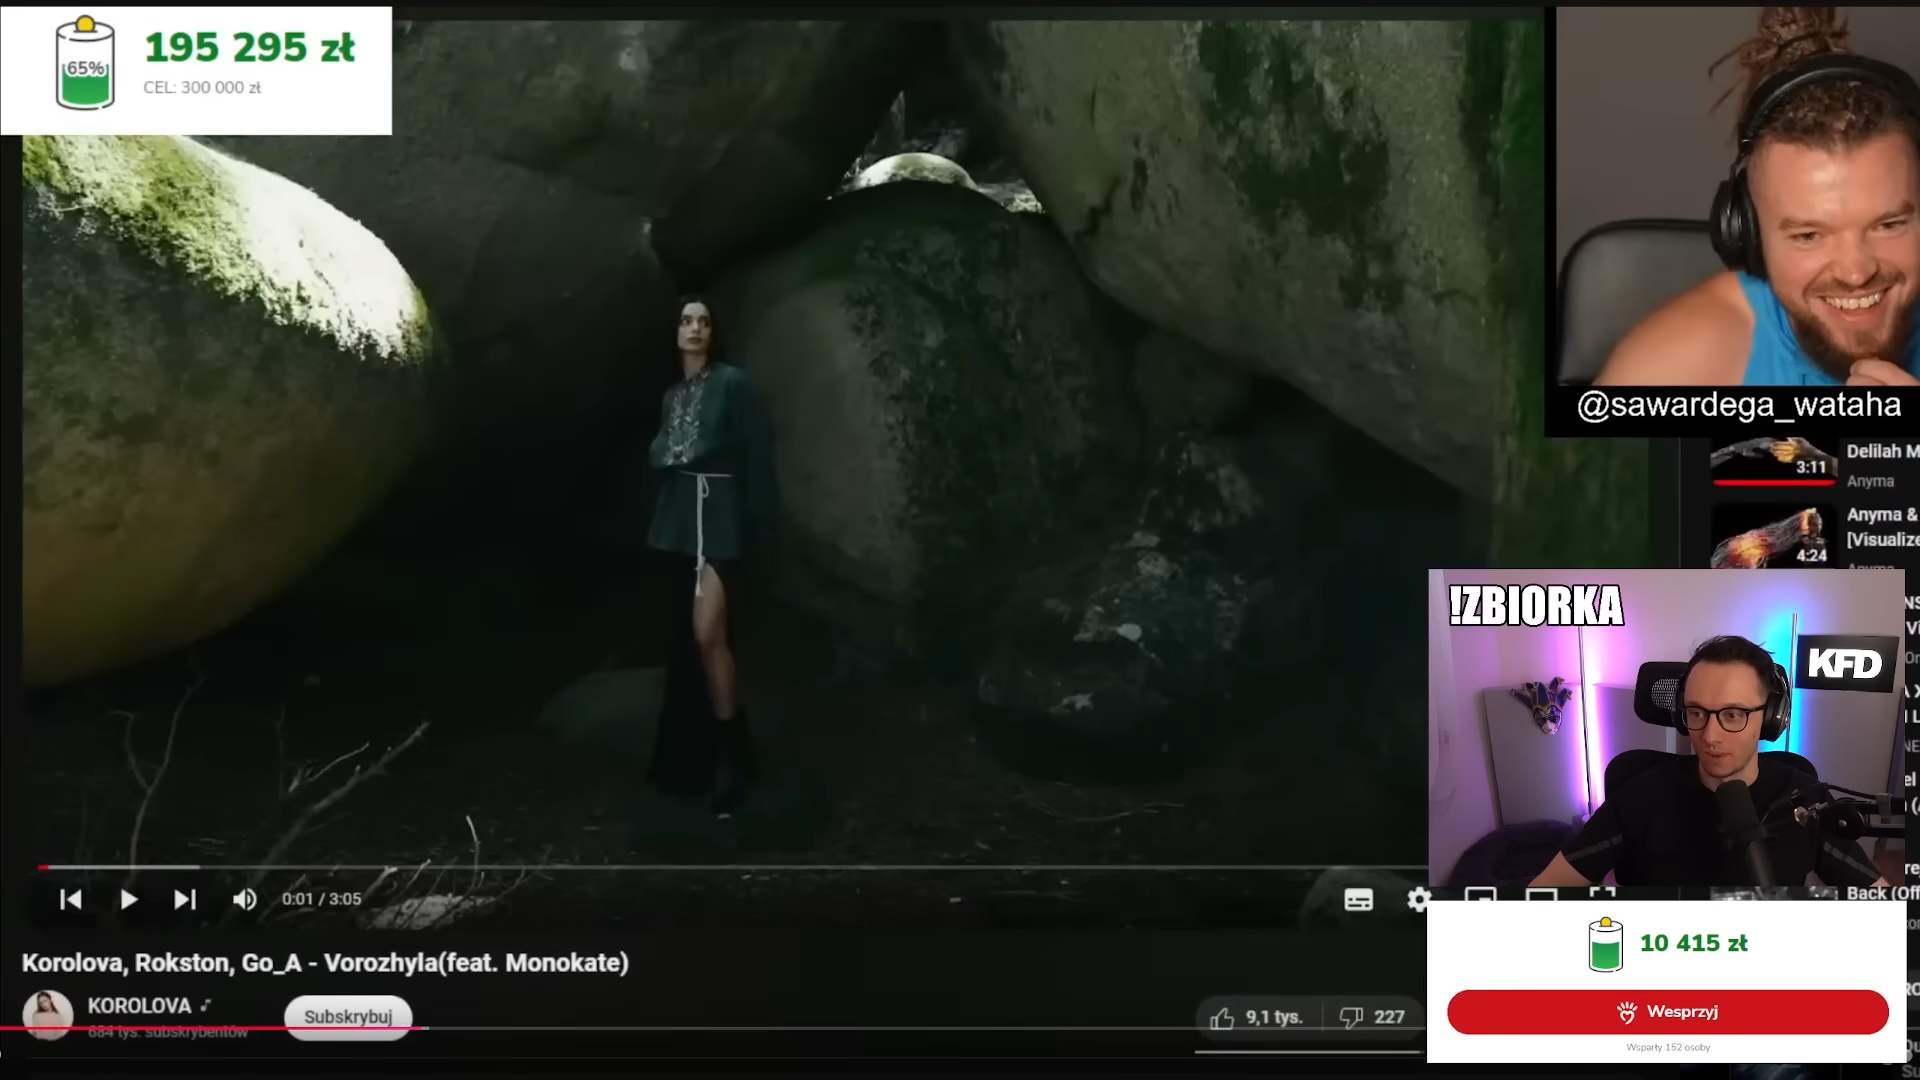 65%
195 295 zł
CEL: 300 000 zł
@sawardega_wataha
3:11
Delilah M
Anyma
Anyma &
[Visualize
4:24
!ZBIORKA
KFD
0:01 / 3:05
Back (Off
Korolova, Rokston, Go_A - Vorozhyla(feat. Monokate)
KOROLOVA
684 tys. subskrybentów
Subskrybuj
9,1 tys.
227
10 415 zł
Wesprzyj
Wsparły 152 osoby